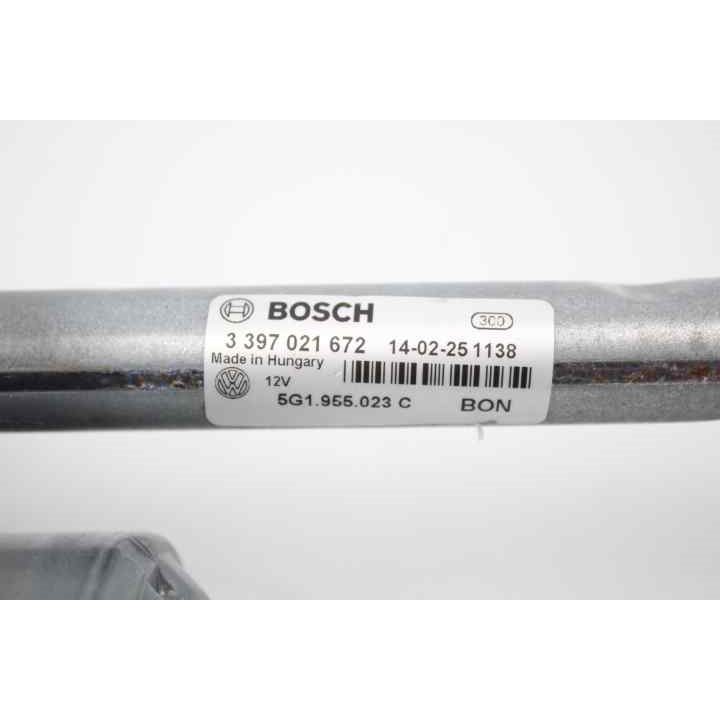 BOSCH 300
3 397 021 672 14-02-25 1138
Made in Hungary
12V
5G1.955.023 C BON